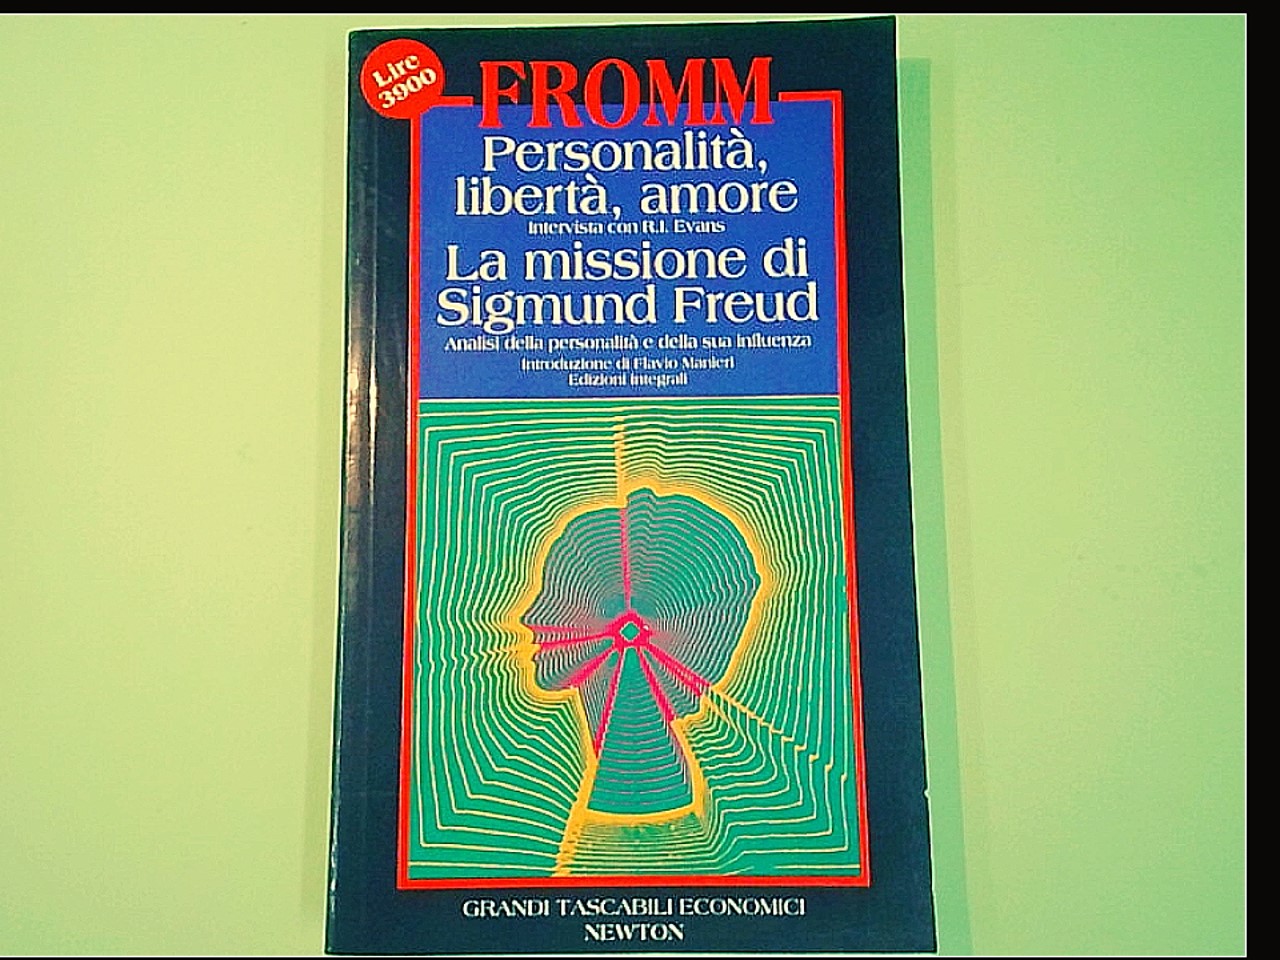 Lire
3900
FROMM
Personalità,
libertà, amore
Intervista con R.I. Evans
La missione di
Sigmund Freud
Analisi della personalità e della sua influenza
Introduzione di Flavio Manieri
Edizioni integrali
GRANDI TASCABILI ECONOMICI
NEWTON